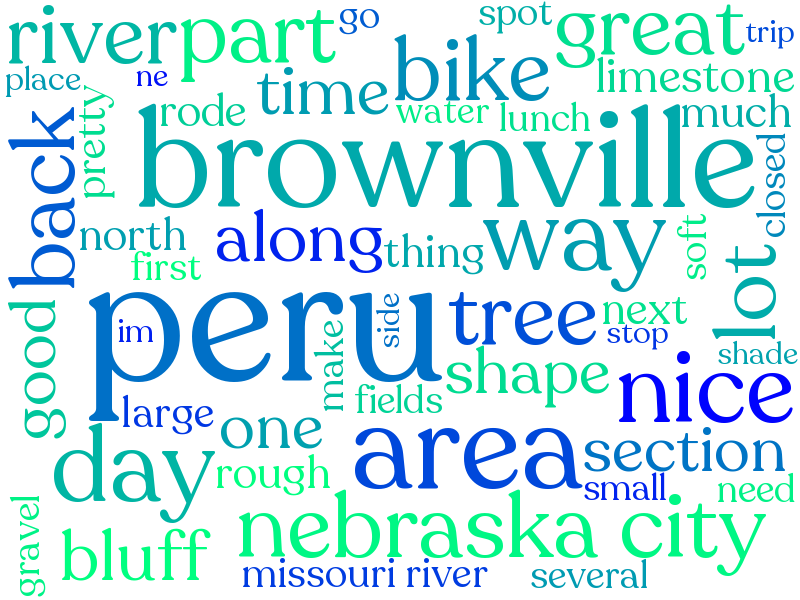 river
part
go
spot
great
trip
place
ne
time
bike
limestone
pretty
rode
water
lunch
much
back
brownville
closed
north
along
thing
way
soft
lot
first
peru
im
side
tree
next
stop
good
make
shape
shade
large
fields
nice
one
area
day
section
rough
small
need
gravel
bluff
nebraska city
missouri river
several